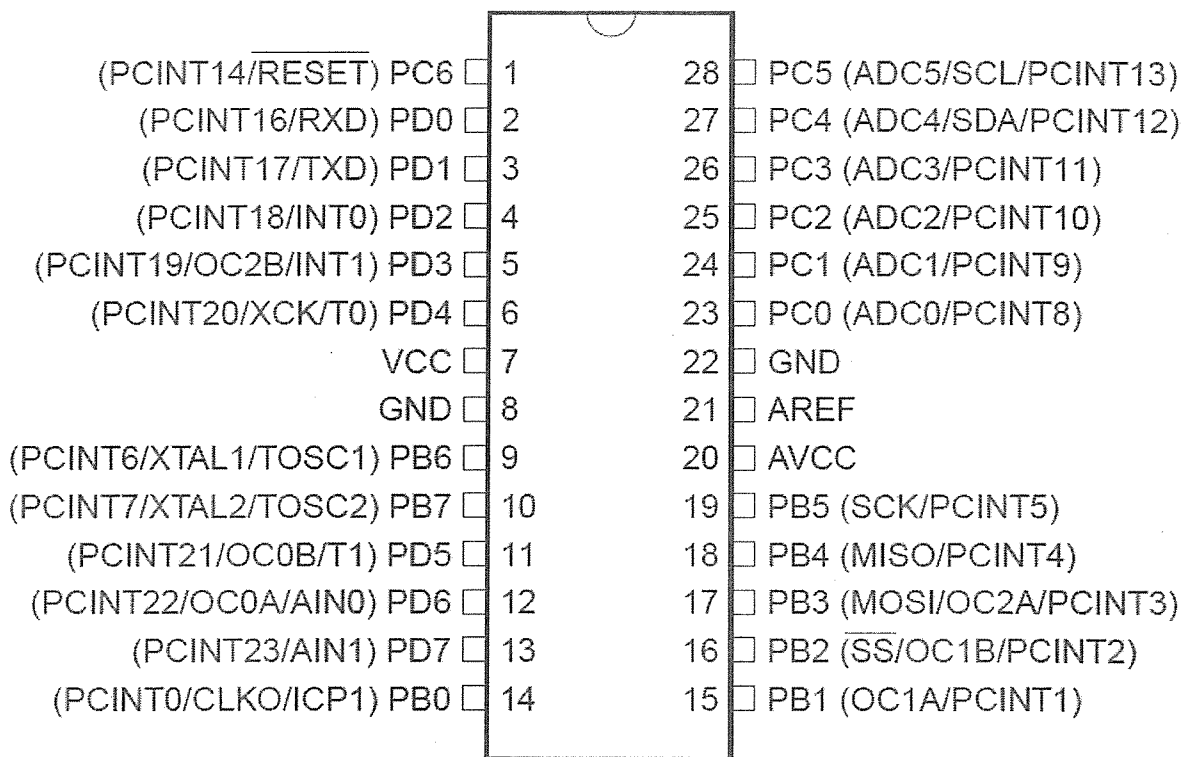 (PCINT14/RESET) PC6 1 28 PC5 (ADC5/SCL/PCINT13)
(PCINT16/RXD) PD0 2 27 PC4 (ADC4/SDA/PCINT12)
(PCINT17/TXD) PD1 3 26 PC3 (ADC3/PCINT11)
(PCINT18/INT0) PD2 4 25 PC2 (ADC2/PCINT10)
(PCINT19/OC2B/INT1) PD3 5 24 PC1 (ADC1/PCINT9)
(PCINT20/XCK/T0) PD4 6 23 PC0 (ADC0/PCINT8)
VCC 7 22 GND
GND 8 21 AREF
(PCINT6/XTAL1/TOSC1) PB6 9 20 AVCC
(PCINT7/XTAL2/TOSC2) PB7 10 19 PB5 (SCK/PCINT5)
(PCINT21/OC0B/T1) PD5 11 18 PB4 (MISO/PCINT4)
(PCINT22/OC0A/AIN0) PD6 12 17 PB3 (MOSI/OC2A/PCINT3)
(PCINT23/AIN1) PD7 13 16 PB2 (SS/OC1B/PCINT2)
(PCINT0/CLKO/ICP1) PB0 14 15 PB1 (OC1A/PCINT1)